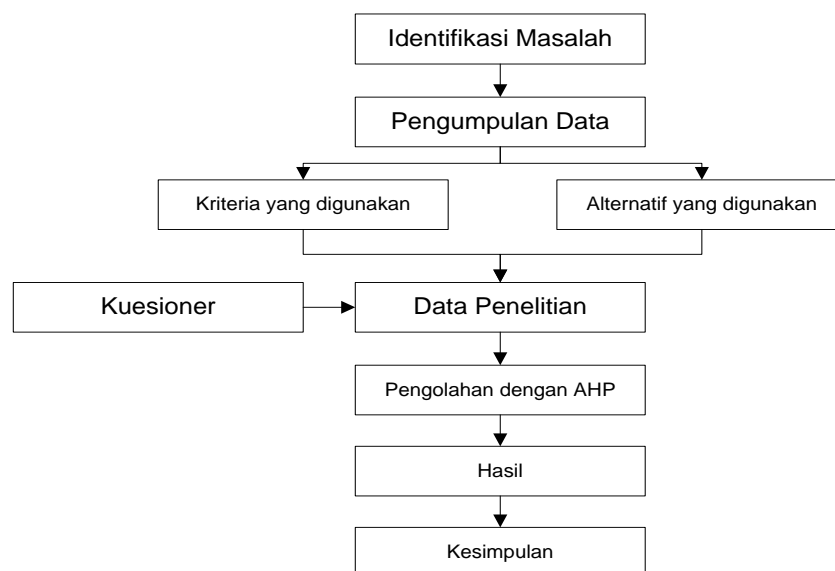 Identifikasi Masalah
Pengumpulan Data
Kriteria yang digunakan
Alternatif yang digunakan
Kuesioner
Data Penelitian
Pengolahan dengan AHP
Hasil
Kesimpulan